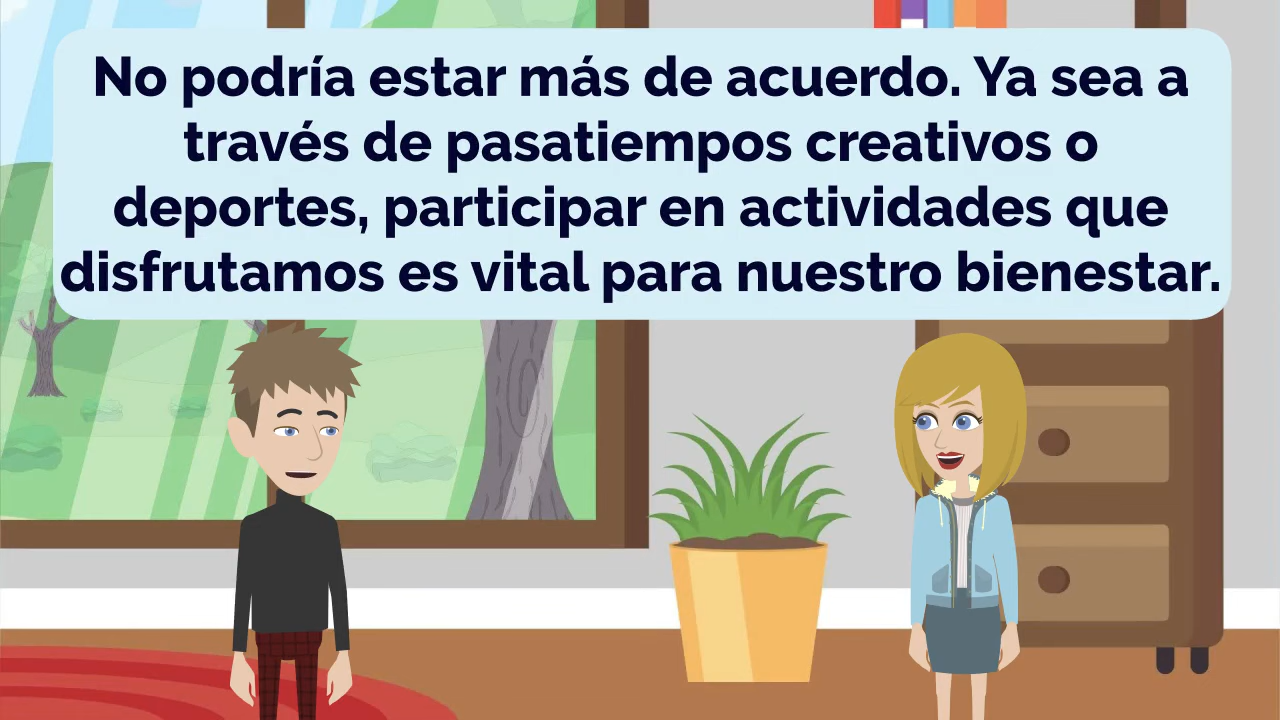 No podría estar más de acuerdo. Ya sea a
través de pasatiempos creativos o
deportes, participar en actividades que
disfrutamos es vital para nuestro bienestar.